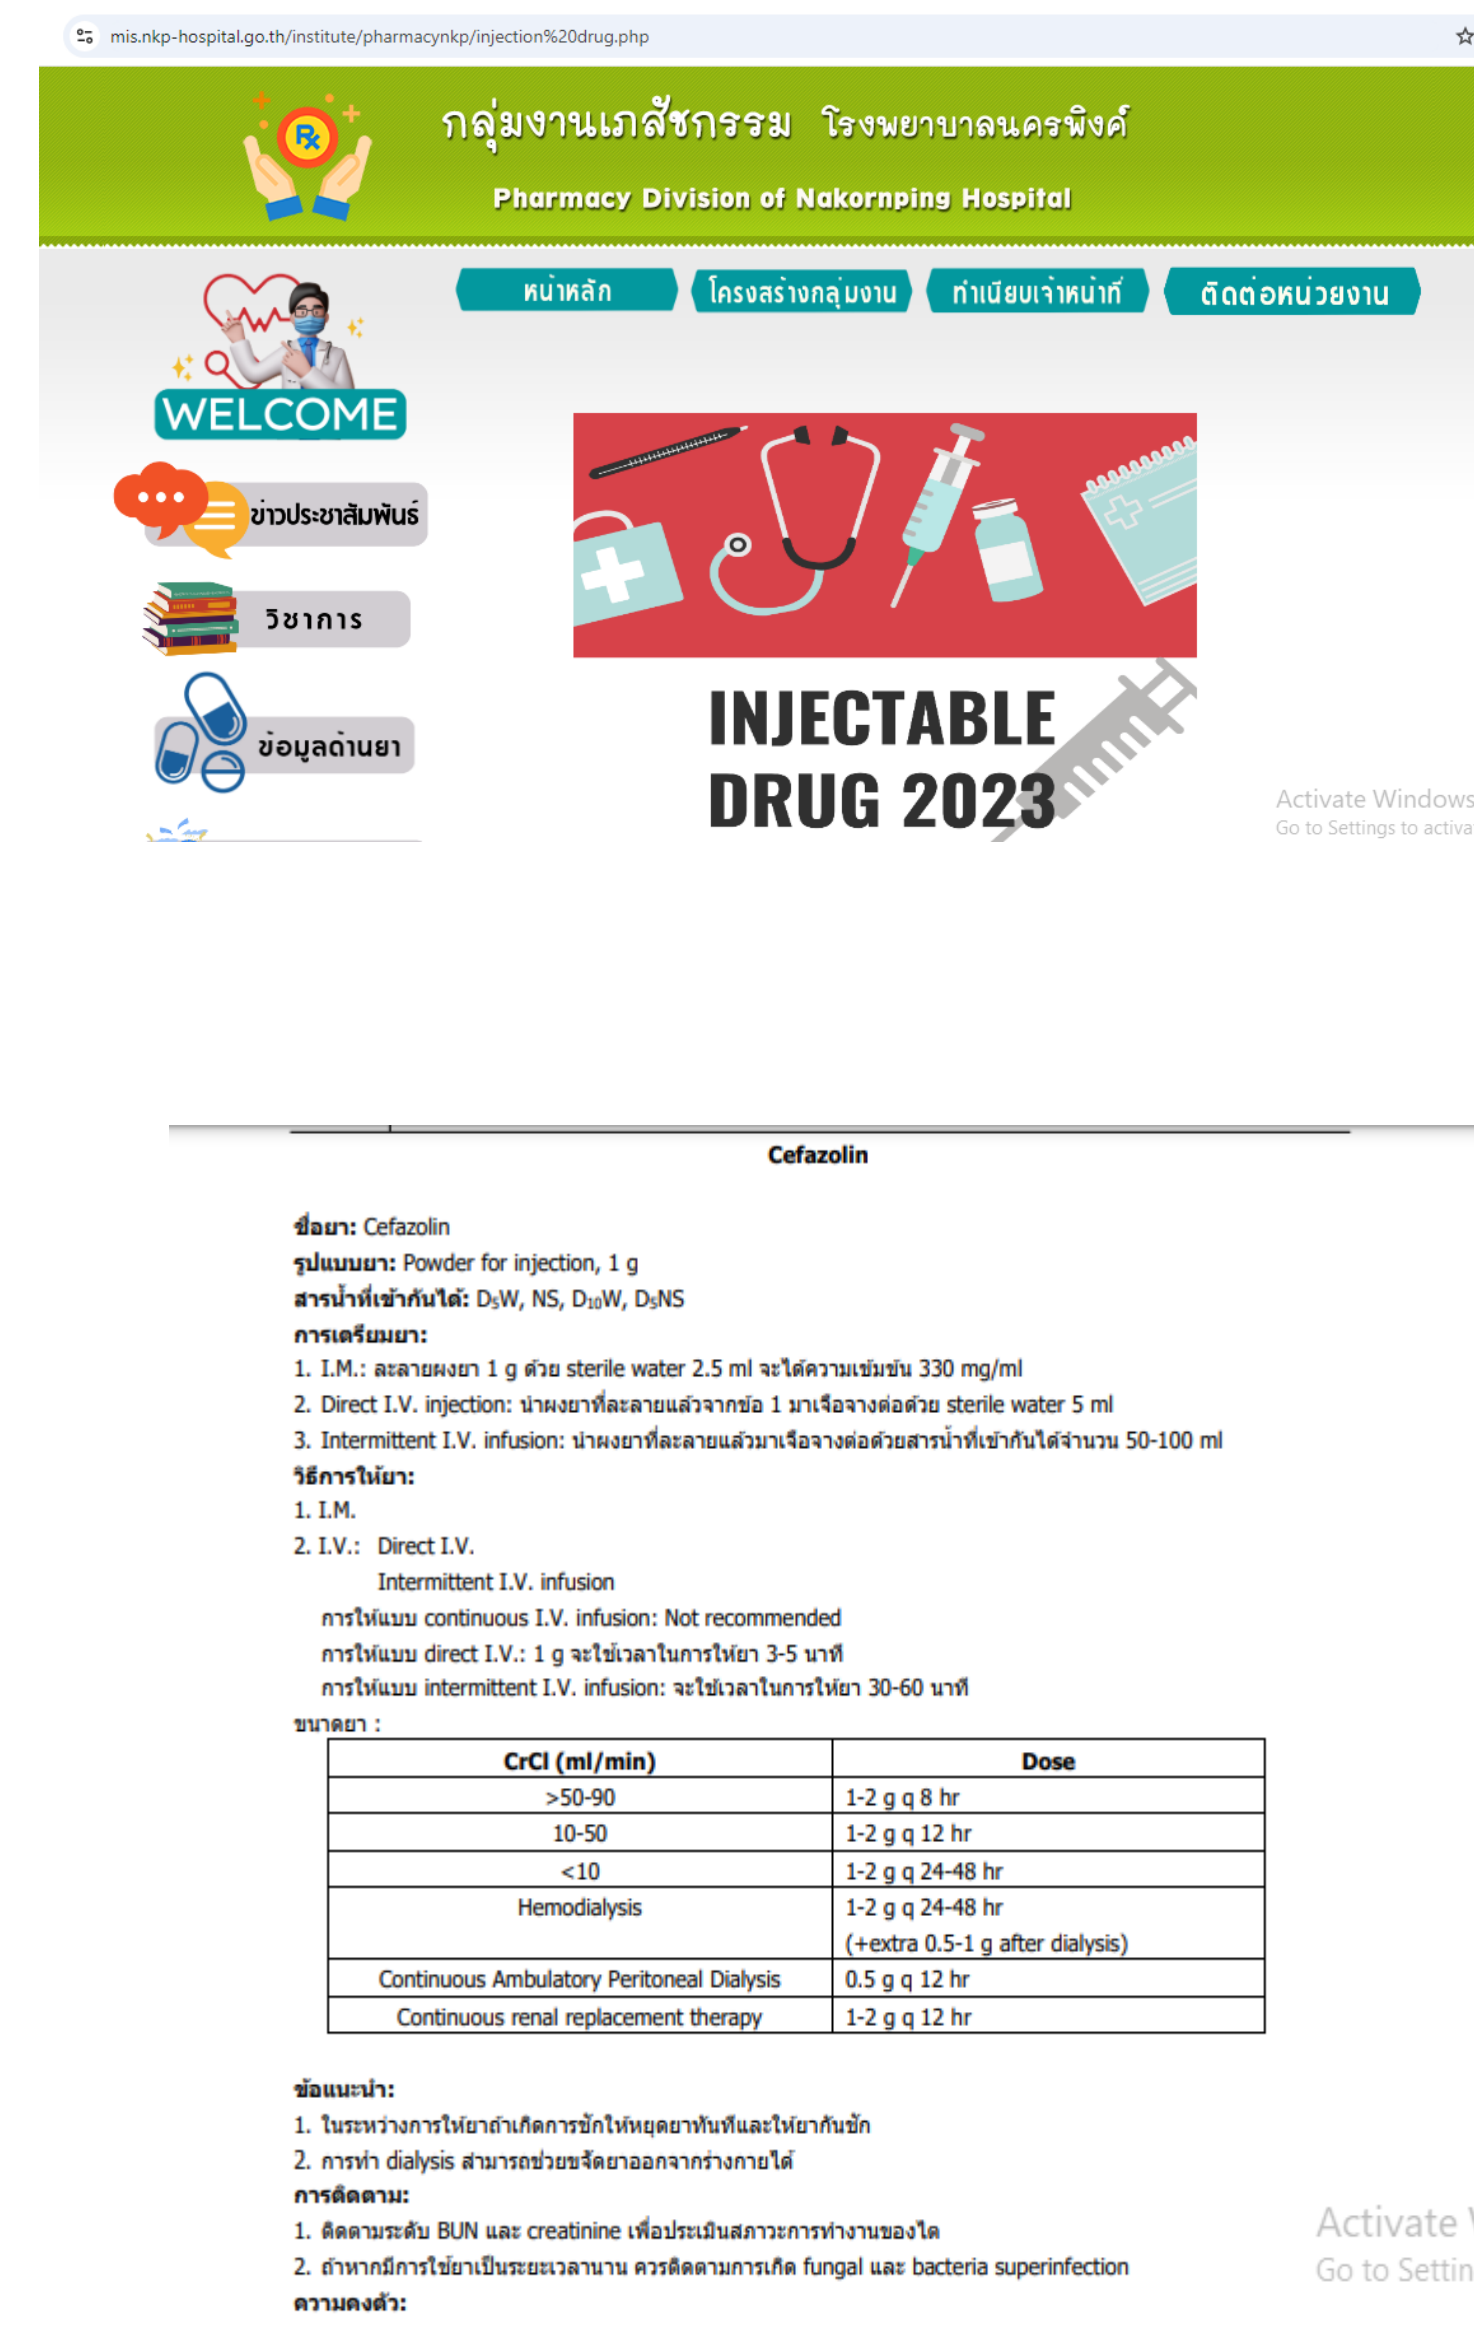 mis.nkp-hospital.go.th/institute/pharmacynkp/injection%20drug.php
กลุ่มงานเภสัชกรรม โรงพยาบาลนครพิงค์
Pharmacy Division of Nakornping Hospital
หน้าหลัก โครงสร้างกลุ่มงาน ทำเนียบเจ้าหน้าที่ ติดต่อหน่วยงาน
WELCOME
ข่าวประชาสัมพันธ์
วิชาการ
ข้อมูลด้านยา
INJECTABLE
DRUG 2023
Activate Windows
Go to Settings to activa
Cefazolin
ชื่อยา: Cefazolin
รูปแบบยา: Powder for injection, 1 g
สารน้ำที่เข้ากันได้: D₅W, NS, D₁₀W, D₅NS
การเตรียมยา:
1. I.M.: ละลายผงยา 1 g ด้วย sterile water 2.5 ml จะได้ความเข้มข้น 330 mg/ml
2. Direct I.V. injection: นำผงยาที่ละลายแล้วจากข้อ 1 มาเจือจางต่อด้วย sterile water 5 ml
3. Intermittent I.V. infusion: นำผงยาที่ละลายแล้วมาเจือจางต่อด้วยสารน้ำที่เข้ากันได้จำนวน 50-100 ml
วิธีการให้ยา:
1. I.M.
2. I.V.: Direct I.V.
Intermittent I.V. infusion
การให้แบบ continuous I.V. infusion: Not recommended
การให้แบบ direct I.V.: 1 g จะใช้เวลาในการให้ยา 3-5 นาที
การให้แบบ intermittent I.V. infusion: จะใช้เวลาในการให้ยา 30-60 นาที
ขนาดยา :
CrCl (ml/min) Dose
>50-90 1-2 g q 8 hr
10-50 1-2 g q 12 hr
<10 1-2 g q 24-48 hr
Hemodialysis 1-2 g q 24-48 hr
(+extra 0.5-1 g after dialysis)
Continuous Ambulatory Peritoneal Dialysis 0.5 g q 12 hr
Continuous renal replacement therapy 1-2 g q 12 hr
ข้อแนะนำ:
1. ในระหว่างการให้ยาถ้าเกิดการชักให้หยุดยาทันทีและให้ยากันชัก
2. การทำ dialysis สามารถช่วยขจัดยาออกจากร่างกายได้
การติดตาม:
1. ติดตามระดับ BUN และ creatinine เพื่อประเมินสภาวะการทำงานของไต
2. ถ้าหากมีการใช้ยาเป็นระยะเวลานาน ควรติดตามการเกิด fungal และ bacteria superinfection
ความคงตัว:
Activate
Go to Settin